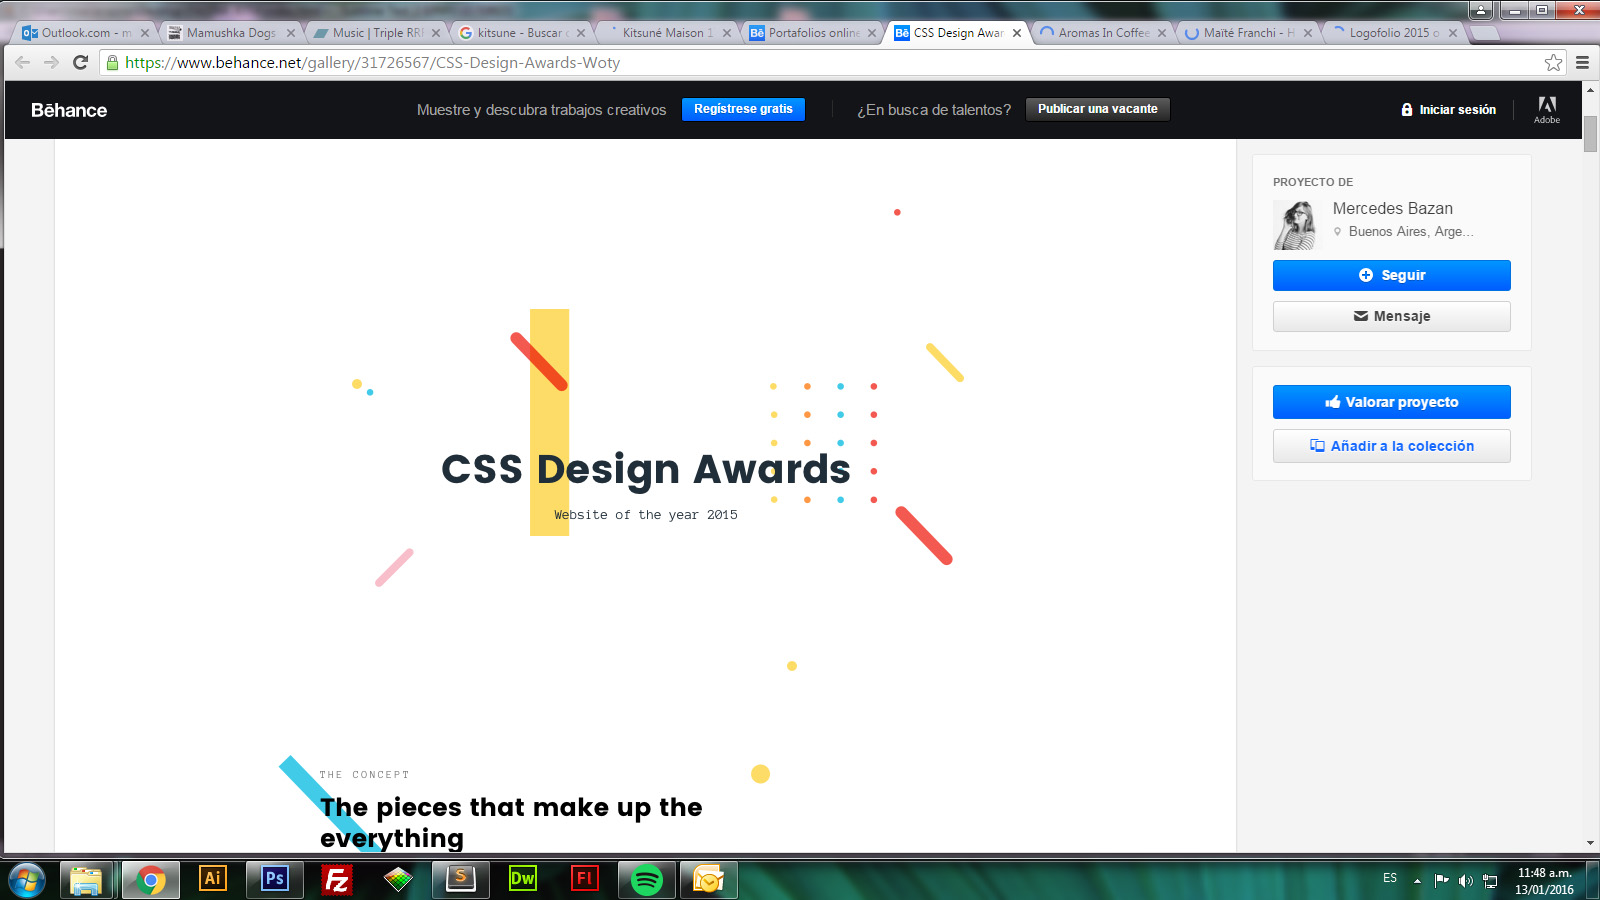 Outlook.com - m
Mamushka Dogs
Music | Triple RRR
kitsune - Buscar c
Kitsuné Maison 1
Portafolios online
CSS Design Awar
Aromas In Coffee
Maïté Franchi - H
Logofolio 2015 o
https://www.behance.net/gallery/31726567/CSS-Design-Awards-Woty
Bēhance
Muestre y descubra trabajos creativos
Regístrese gratis
¿En busca de talentos?
Publicar una vacante
Iniciar sesión
Adobe
PROYECTO DE
Mercedes Bazan
Buenos Aires, Arge...
Seguir
Mensaje
Valorar proyecto
Añadir a la colección
CSS Design Awards
Website of the year 2015
THE CONCEPT
The pieces that make up the
everything
Ai
Ps
Fz
S
Dw
Fl
ES
11:48 a.m.
13/01/2016